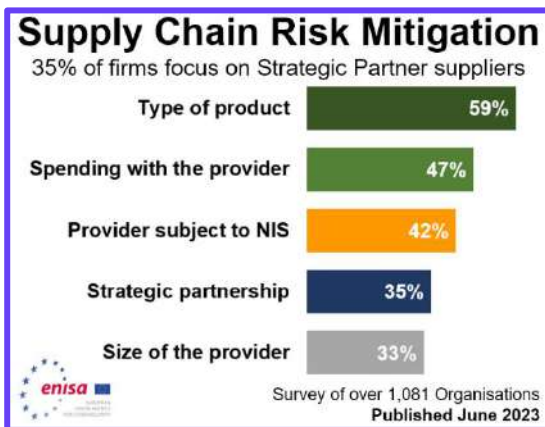 Supply Chain Risk Mitigation
35% of firms focus on Strategic Partner suppliers
Type of product 59%
Spending with the provider 47%
Provider subject to NIS 42%
Strategic partnership 35%
Size of the provider 33%
enisa
Survey of over 1,081 Organisations
Published June 2023